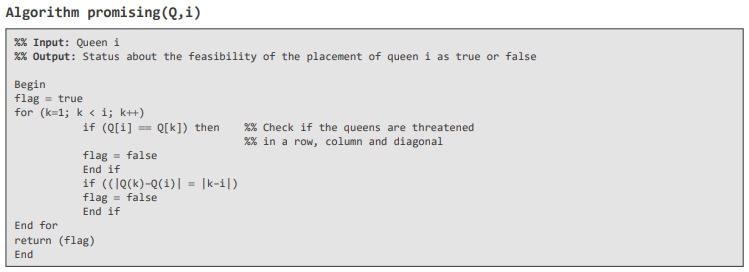 Algorithm promising(Q,i)
%% Input: Queen i
%% Output: Status about the feasibility of the placement of queen i as true or false
Begin
flag = true
for (k=1; k < i; k++)
if (Q[i] == Q[k]) then %% Check if the queens are threatened
%% in a row, column and diagonal
flag = false
End if
if ((|Q(k)-Q(i)| = |k-i|)
flag = false
End if
End for
return (flag)
End